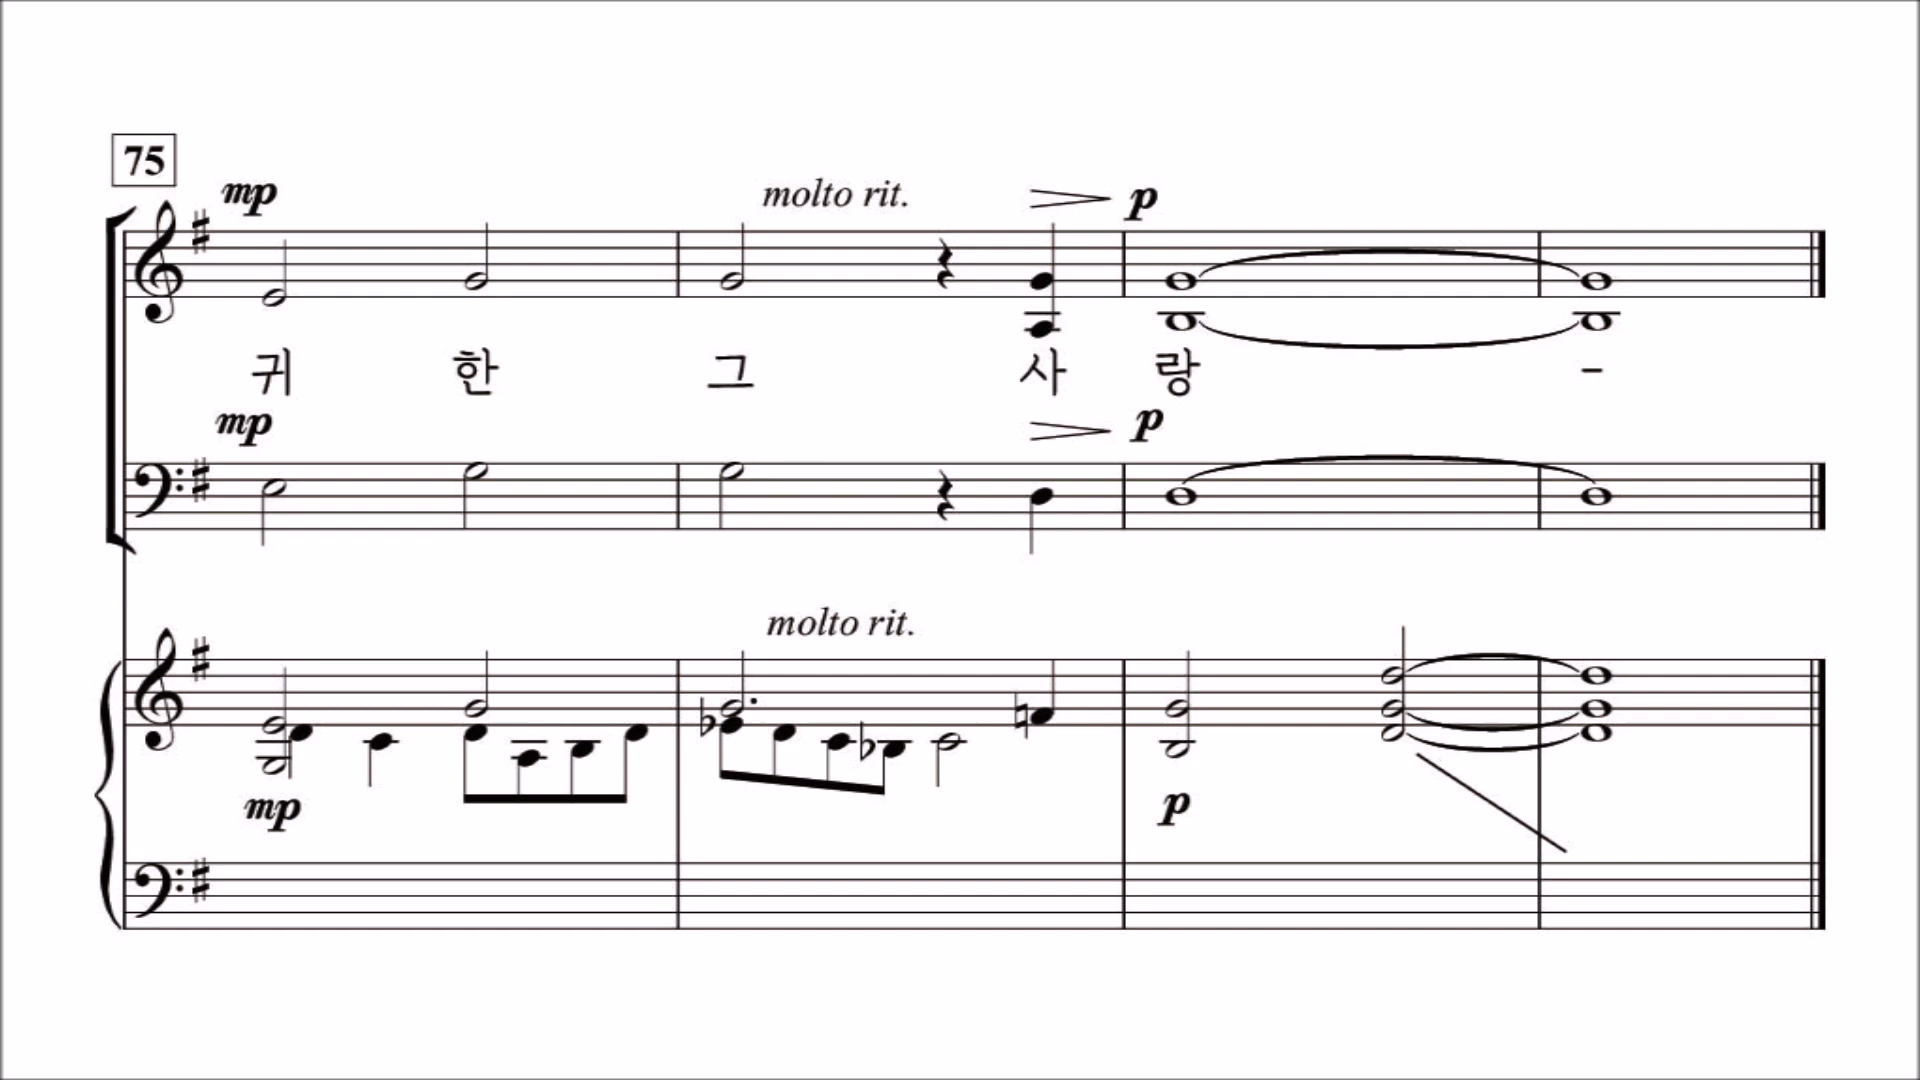 75
mp
molto rit.
p
귀 한 그 사 랑 -
mp p
molto rit.
mp p